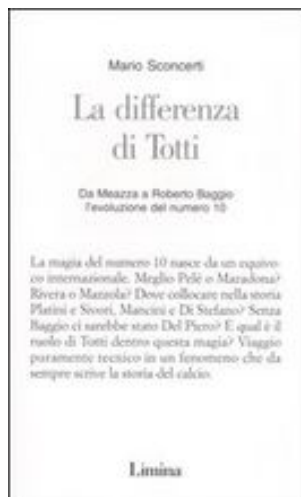 Mario Sconcerti
La differenza
di Totti
Da Meazza a Roberto Baggio
l'evoluzione del numero 10
La magia del numero 10 nasce da un equivo-
co internazionale. Meglio Pelé o Maradona?
Rivera o Mazzola? Dove collocare nella storia
Platini e Sivori, Mancini e Di Stefano? Senza
Baggio ci sarebbe stato Del Piero? E qual è il
ruolo di Totti dentro questa magia? Viaggio
puramente tecnico in un fenomeno che da
sempre scrive la storia del calcio.
Limina